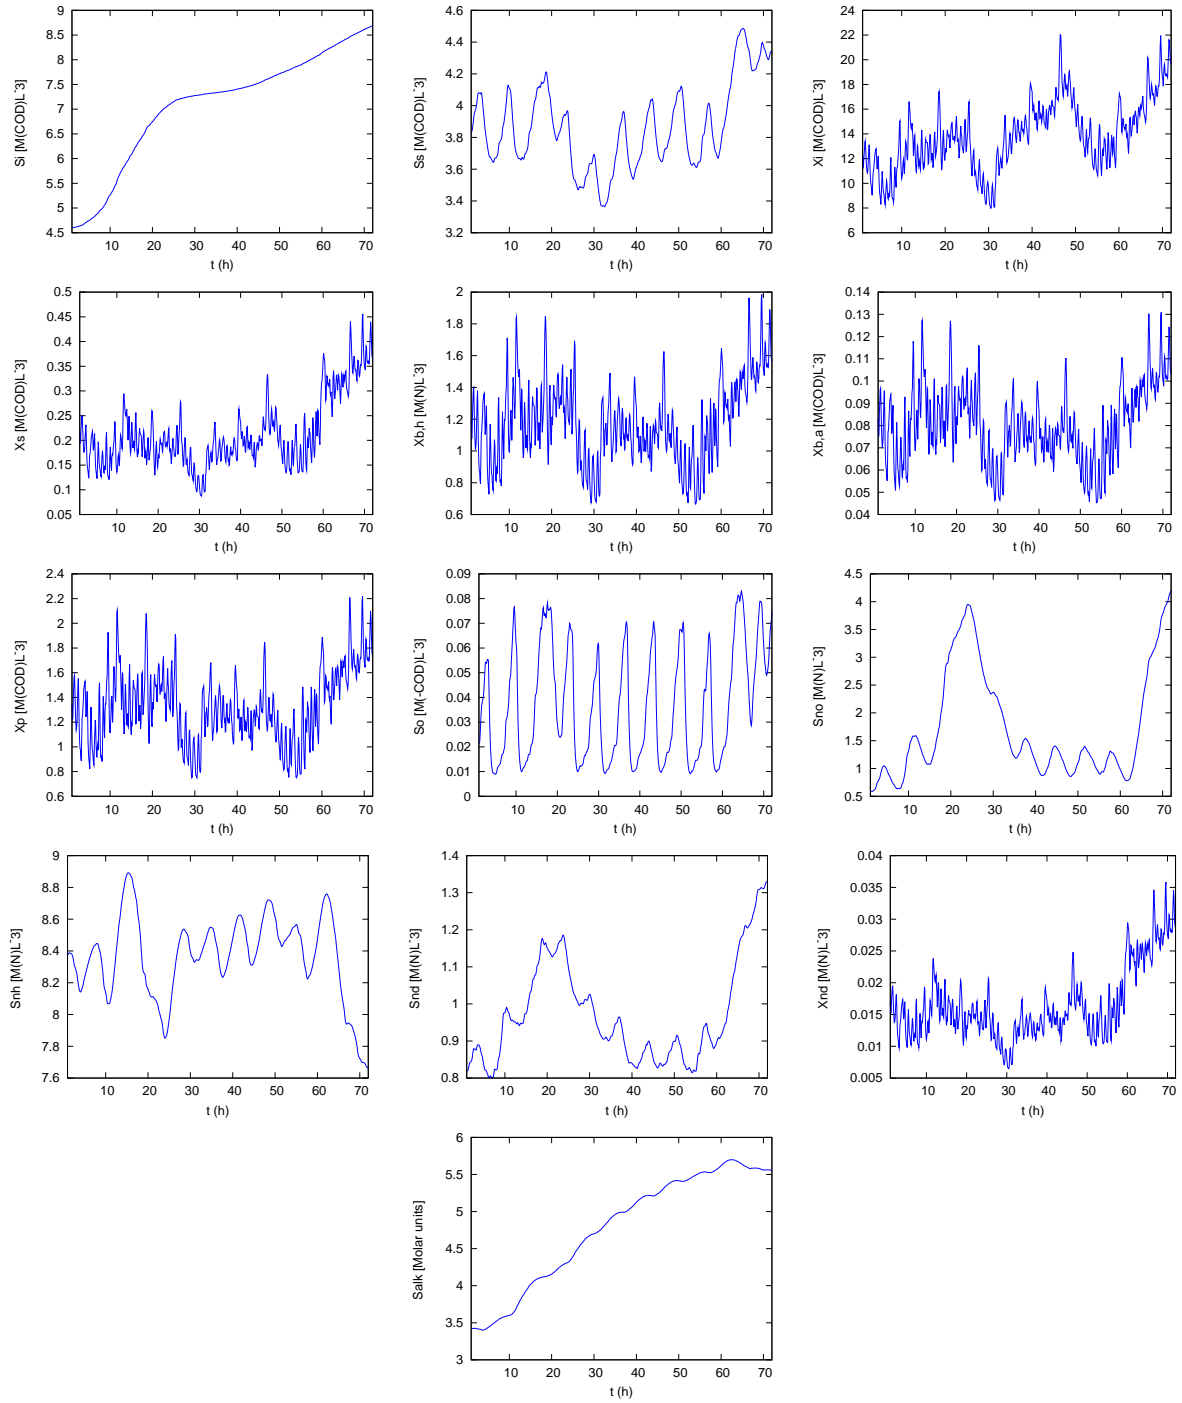 Si [M(COD)L-3]
9
8.5
8
7.5
7
6.5
6
5.5
5
4.5
10 20 30 40 50 60 70
t (h)
Ss [M(COD)L-3]
4.6
4.4
4.2
4
3.8
3.6
3.4
3.2
10 20 30 40 50 60 70
t (h)
Xi [M(COD)L-3]
24
22
20
18
16
14
12
10
8
6
10 20 30 40 50 60 70
t (h)
Xs [M(COD)L-3]
0.5
0.45
0.4
0.35
0.3
0.25
0.2
0.15
0.1
0.05
10 20 30 40 50 60 70
t (h)
Xb,h [M(N)L-3]
2
1.8
1.6
1.4
1.2
1
0.8
0.6
10 20 30 40 50 60 70
t (h)
Xb,a [M(COD)L-3]
0.14
0.13
0.12
0.11
0.1
0.09
0.08
0.07
0.06
0.05
0.04
10 20 30 40 50 60 70
t (h)
Xp [M(COD)L-3]
2.4
2.2
2
1.8
1.6
1.4
1.2
1
0.8
0.6
10 20 30 40 50 60 70
t (h)
So [M(-COD)L-3]
0.09
0.08
0.07
0.06
0.05
0.04
0.03
0.02
0.01
0
10 20 30 40 50 60 70
t (h)
Sno [M(N)L-3]
4.5
4
3.5
3
2.5
2
1.5
1
0.5
10 20 30 40 50 60 70
t (h)
Snh [M(N)L-3]
9
8.8
8.6
8.4
8.2
8
7.8
7.6
10 20 30 40 50 60 70
t (h)
Snd [M(N)L-3]
1.4
1.3
1.2
1.1
1
0.9
0.8
10 20 30 40 50 60 70
t (h)
Xnd [M(N)L-3]
0.04
0.035
0.03
0.025
0.02
0.015
0.01
0.005
10 20 30 40 50 60 70
t (h)
Salk [Molar units]
6
5.5
5
4.5
4
3.5
3
10 20 30 40 50 60 70
t (h)